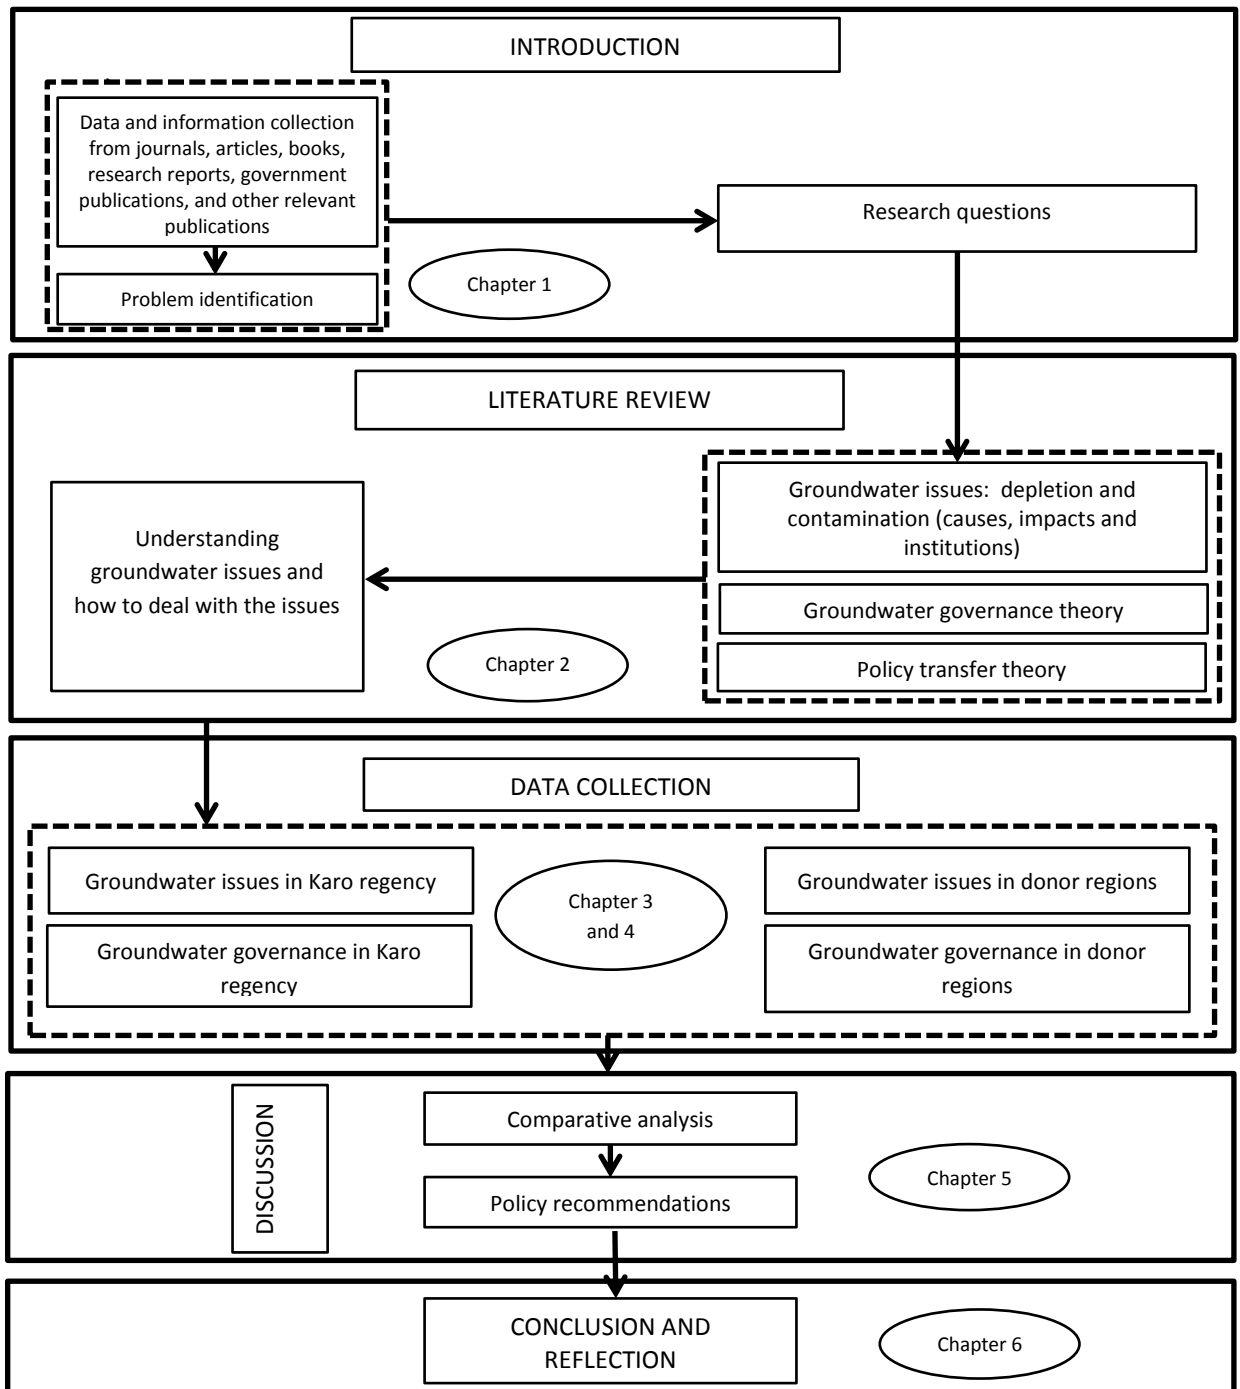 INTRODUCTION
Data and information collection
from journals, articles, books,
research reports, government
publications, and other relevant
publications
Problem identification
Chapter 1
Research questions
LITERATURE REVIEW
Groundwater issues:  depletion and
contamination (causes, impacts and
institutions)
Groundwater governance theory
Policy transfer theory
Understanding
groundwater issues and
how to deal with the issues
Chapter 2
DATA COLLECTION
Groundwater issues in Karo regency
Groundwater governance in Karo
regency
Chapter 3
and 4
Groundwater issues in donor regions
Groundwater governance in donor
regions
DISCUSSION
Comparative analysis
Policy recommendations
Chapter 5
CONCLUSION AND
REFLECTION
Chapter 6